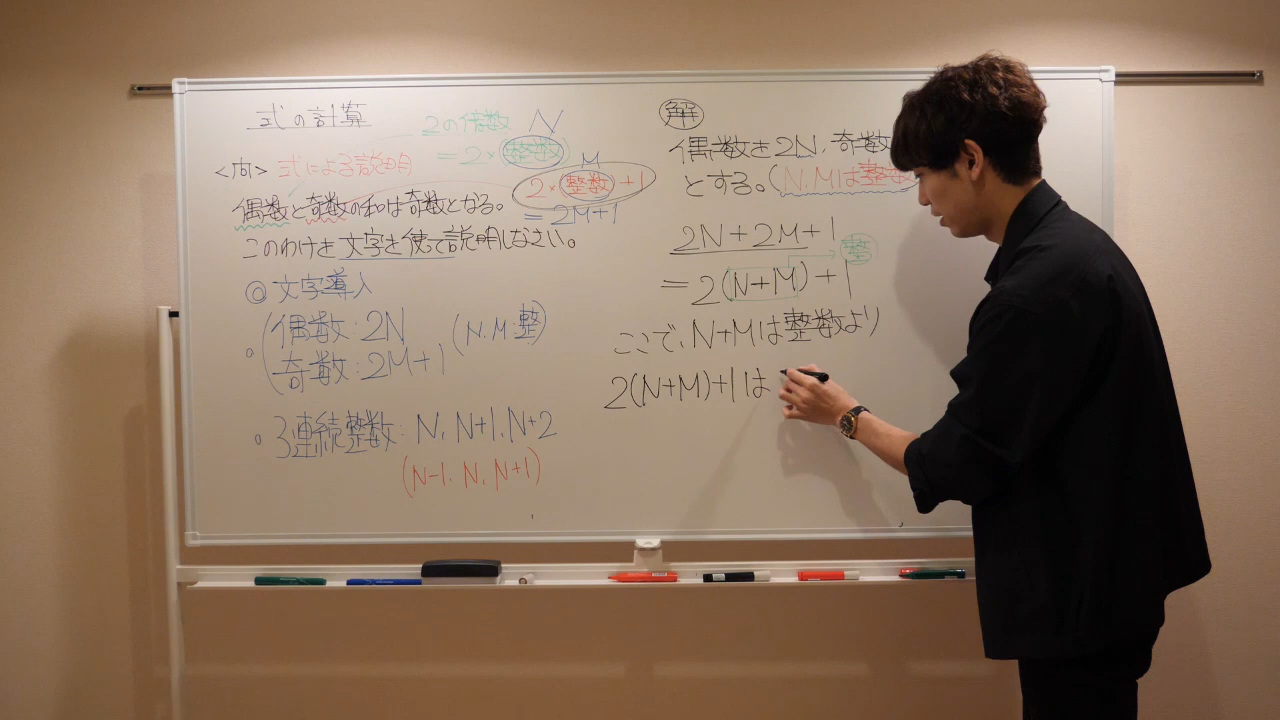 式の計算
2の倍数 N
= 2×整数
<問> 式による説明
M
2×整数+1
= 2M+1
偶数と奇数の和は奇数となる。
このわけを文字を使って説明しなさい。
◎文字導入
偶数:2N
奇数:2M+1
(N.M:整)
。3連続整数:N、N+1、N+2
(N-1、N、N+1)
解
偶数を2N、奇数
とする。(N.Mは整数
2N+2M+1
整
=2(N+M)+1
ここで、N+Mは整数より
2(N+M)+1は